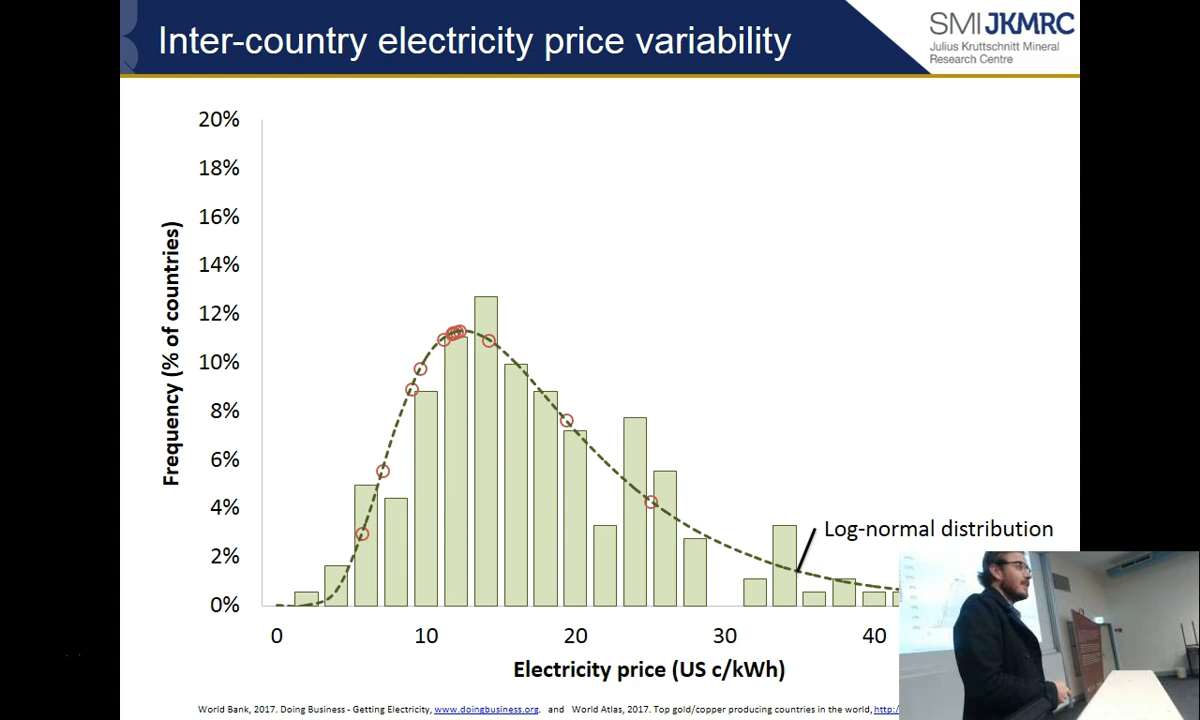 Inter-country electricity price variability
SMI JKMRC
Julius Kruttschnitt Mineral
Research Centre
20%
18%
16%
14%
12%
10%
8%
6%
4%
2%
0%
Frequency (% of countries)
Log-normal distribution
0 10 20 30 40
Electricity price (US c/kWh)
World Bank, 2017. Doing Business - Getting Electricity, www.doingbusiness.org. and World Atlas, 2017. Top gold/copper producing countries in the world, http:/